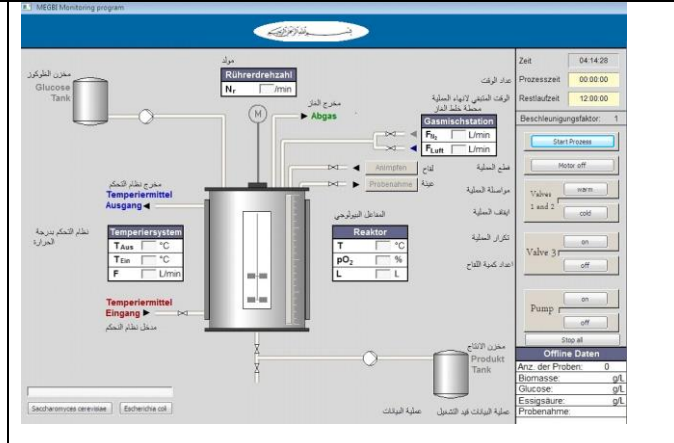 MEGBI Monitoring program
مولد
Rührerdrehzahl
Nr /min
مخزن الغلوكوز
Glucose
Tank
M
مخرج الغاز
Abgas
محطة خلط الغاز
Gasmischstation
FN₂ L/min
FLuft L/min
Animpfen
لقاح
Probenahme
عينة
مخرج نظام التحكم
Temperiermittel
Ausgang
نظام التحكم بدرجة
الحرارة
Temperiersystem
TAus °C
TEin °C
F L/min
المفاعل البيولوجي
Reaktor
T °C
pO₂ %
L L
Temperiermittel
Eingang
مدخل نظام التحكم
مخزن الانتاج
Produkt
Tank
Saccharomyces cerevisiae
Escherichia coli
عملية البيانات
عملية البيانات قيد التشغيل
عداد الوقت
الوقت المتبقي لانهاء العملية
قطع العملية
مواصلة العملية
ايقاف العملية
تكرار العملية
اعداد كمية اللقاح
Zeit 04:14:28
Prozesszeit 00:00:00
Restlaufzeit 12:00:00
Beschleunigungsfaktor: 1
Start Prozess
Motor off
Valves
1 and 2
warm
cold
Valve 3
on
off
Pump
on
off
Stop all
Offline Daten
Anz. der Proben: 0
Biomasse: g/L
Glucose: g/L
Essigsäure: g/L
Probenahme: